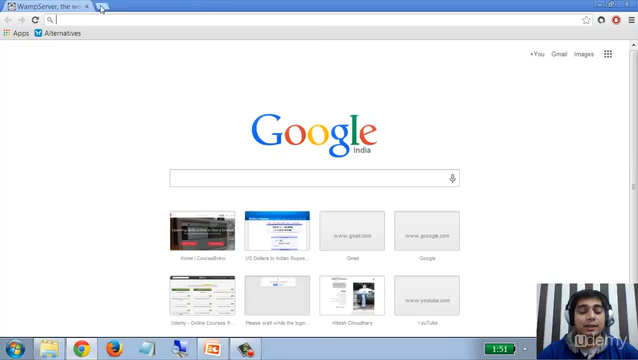 WampServer, the we
Apps Alternatives
+You Gmail Images
Google
India
www.gmail.com www.google.com
Home | CourseBrew US Dollars to Indian Rupe... Gmail Google
www.youtube.com
Udemy - Online Courses fr... Please wait while the login... Hitesh Choudhary YouTube
1:51
udemy